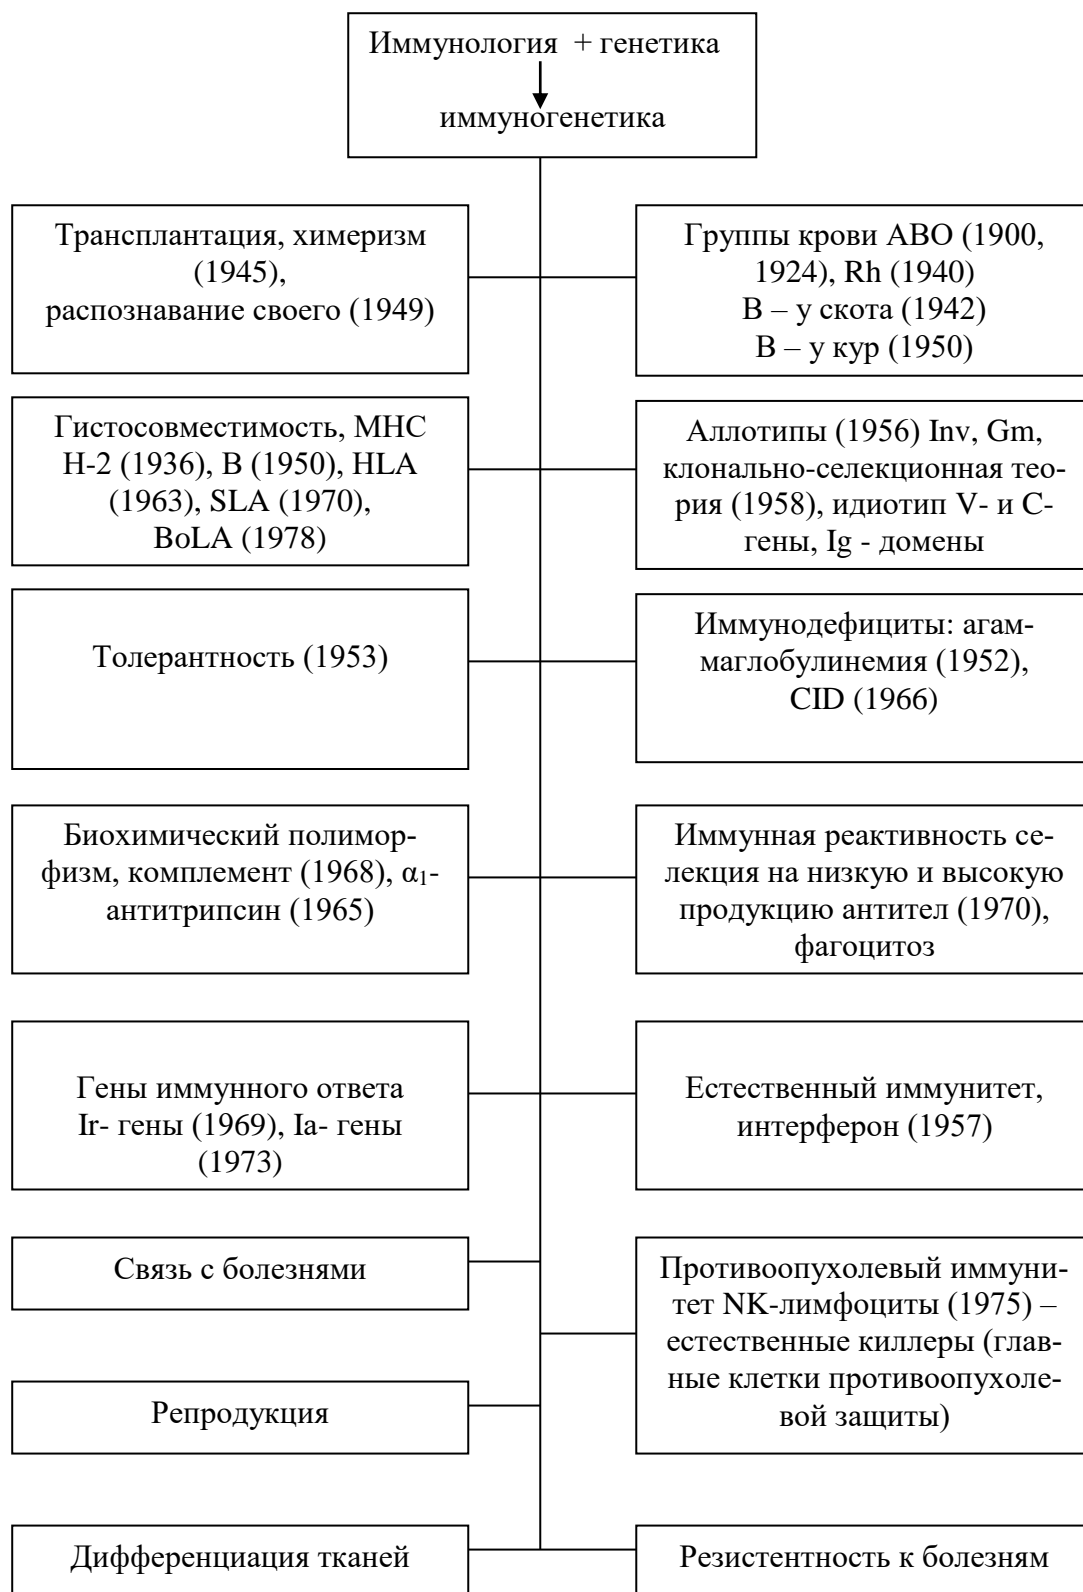 Иммунология + генетика
иммуногенетика
Трансплантация, химеризм
(1945),
распознавание своего (1949)
Группы крови АВО (1900,
1924), Rh (1940)
В – у скота (1942)
В – у кур (1950)
Гистосовместимость, МНС
Н-2 (1936), В (1950), HLA
(1963), SLA (1970),
BoLA (1978)
Аллотипы (1956) Inv, Gm,
клонально-селекционная тео-
рия (1958), идиотип V- и С-
гены, Ig - домены
Толерантность (1953)
Иммунодефициты: агам-
маглобулинемия (1952),
CID (1966)
Биохимический полимор-
физм, комплемент (1968), α₁-
антитрипсин (1965)
Иммунная реактивность се-
лекция на низкую и высокую
продукцию антител (1970),
фагоцитоз
Гены иммунного ответа
Ir- гены (1969), Ia- гены
(1973)
Естественный иммунитет,
интерферон (1957)
Связь с болезнями
Противоопухолевый иммуни-
тет NK-лимфоциты (1975) –
естественные киллеры (глав-
ные клетки противоопухоле-
вой защиты)
Репродукция
Дифференциация тканей
Резистентность к болезням